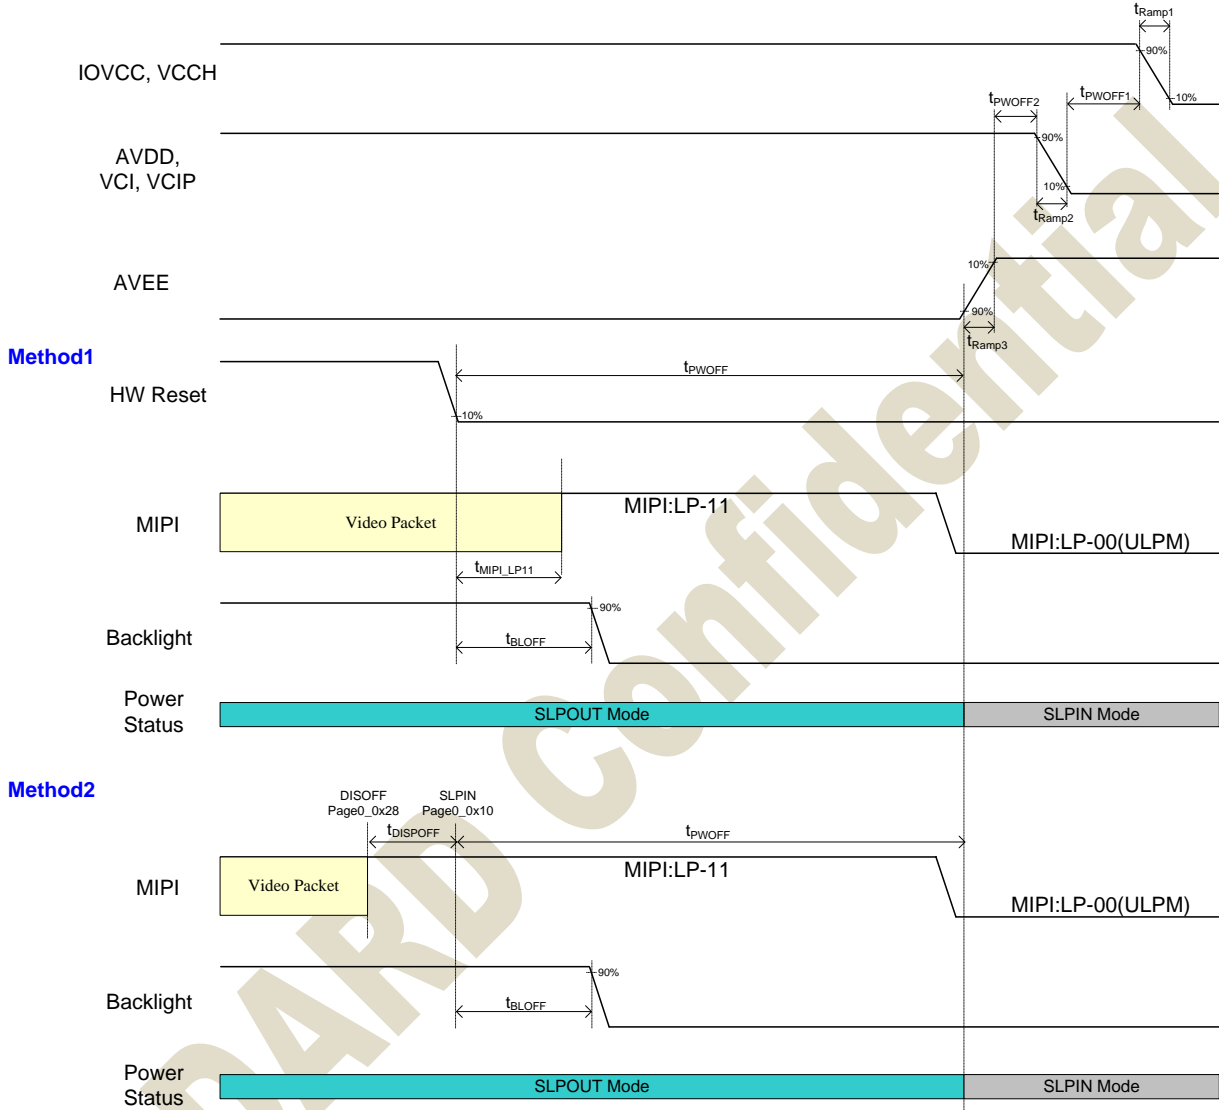 tRamp1
IOVCC, VCCH
90%
10%
tPWOFF2
tPWOFF1
AVDD,
VCI, VCIP
90%
10%
tRamp2
AVEE
10%
90%
tRamp3
Method1
HW Reset
tPWOFF
10%
MIPI
Video Packet
MIPI:LP-11
MIPI:LP-00(ULPM)
tMIPI_LP11
Backlight
90%
tBLOFF
Power
Status
SLPOUT Mode
SLPIN Mode
Method2
DISOFF
Page0_0x28
SLPIN
Page0_0x10
tDISPOFF
tPWOFF
MIPI
Video Packet
MIPI:LP-11
MIPI:LP-00(ULPM)
Backlight
90%
tBLOFF
Power
Status
SLPOUT Mode
SLPIN Mode
DARD Confidential